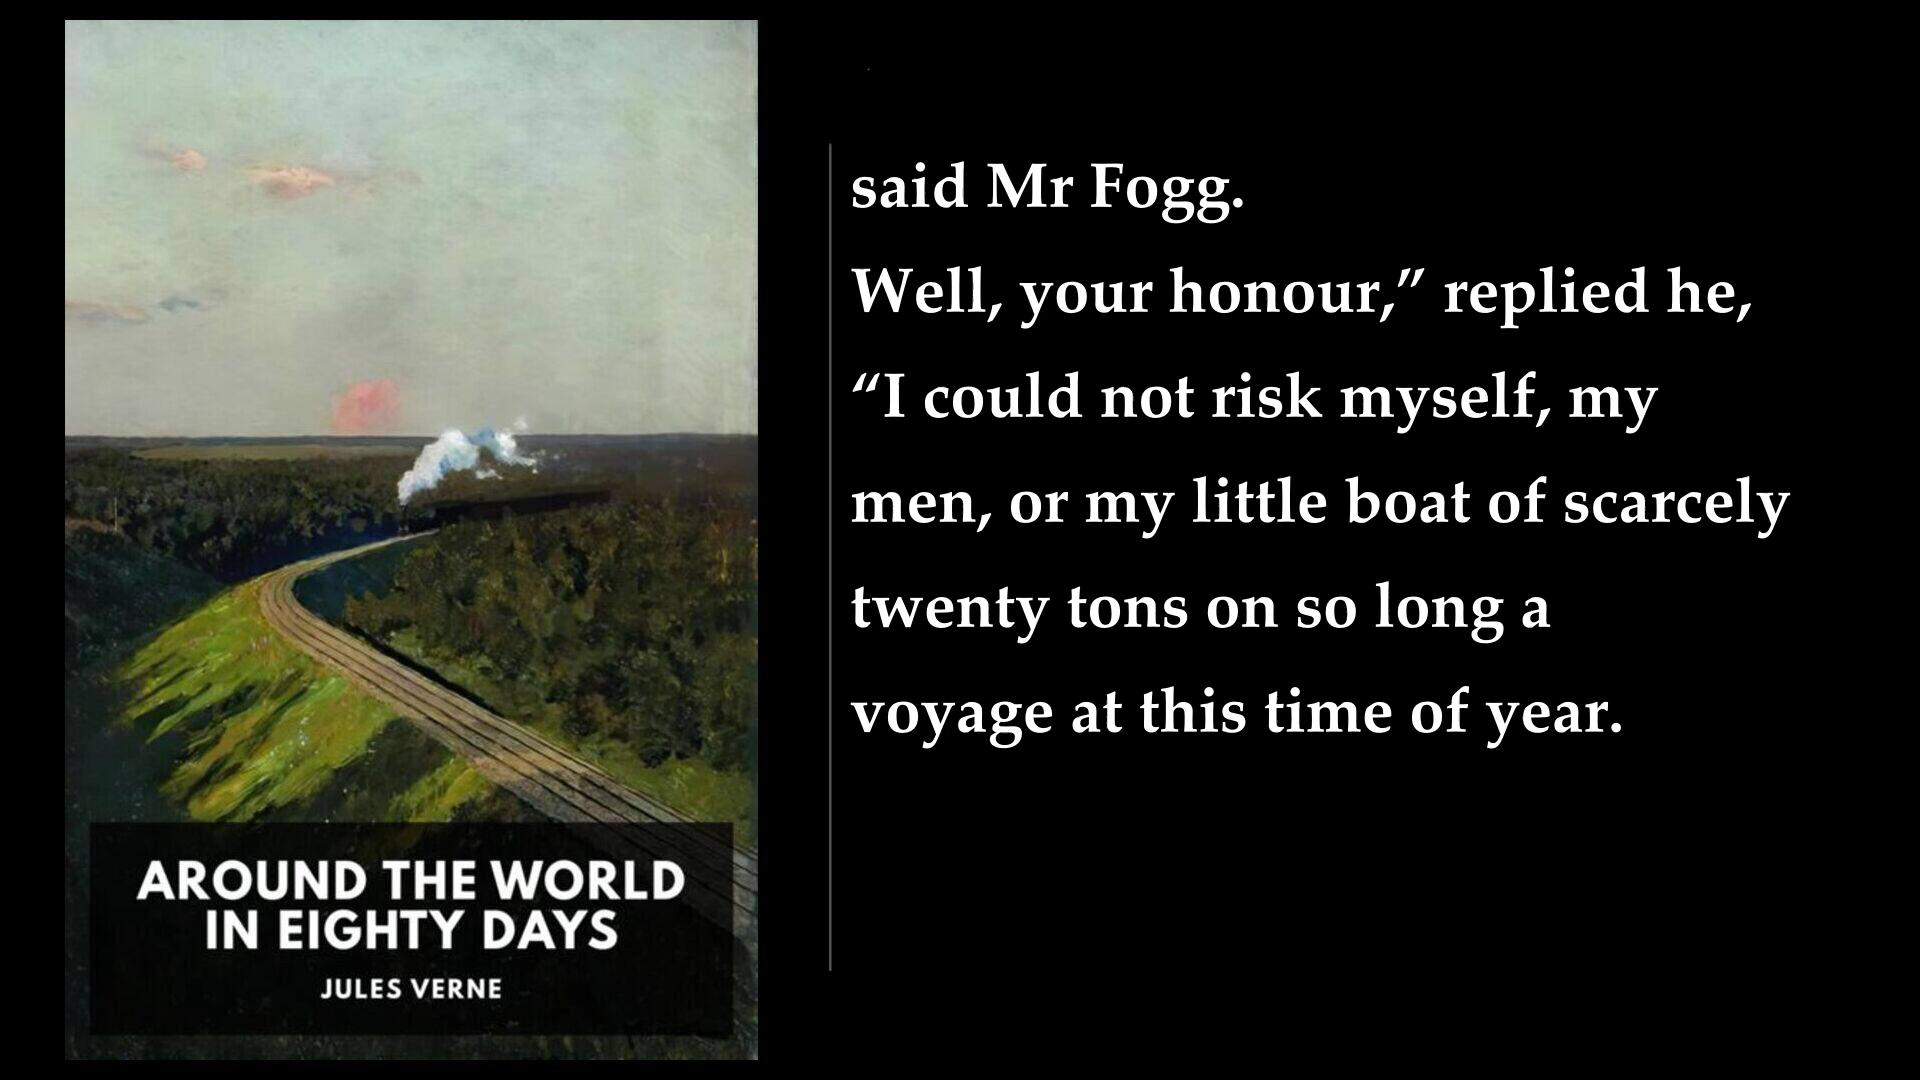 AROUND THE WORLD
IN EIGHTY DAYS
JULES VERNE
said Mr Fogg.
Well, your honour,” replied he,
“I could not risk myself, my
men, or my little boat of scarcely
twenty tons on so long a
voyage at this time of year.